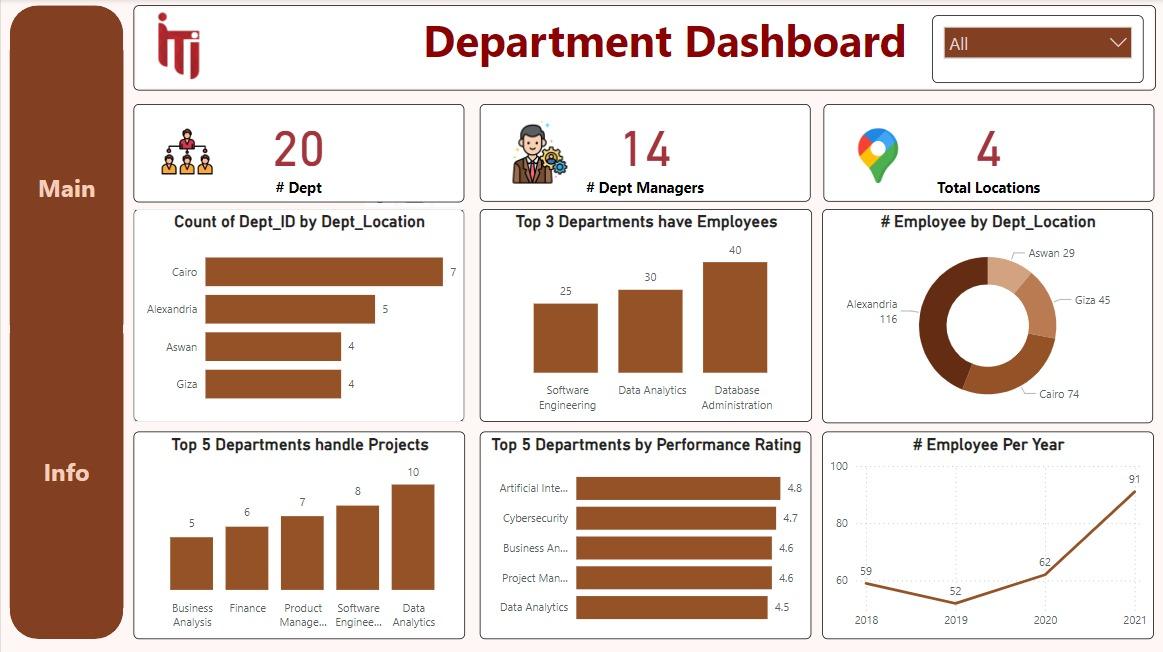 iTi
Department Dashboard
All
Main
Info
20
# Dept
14
# Dept Managers
4
Total Locations
Count of Dept_ID by Dept_Location
Cairo 7
Alexandria 5
Aswan 4
Giza 4
Top 3 Departments have Employees
25
30
40
Software
Engineering
Data Analytics
Database
Administration
# Employee by Dept_Location
Aswan 29
Giza 45
Alexandria
116
Cairo 74
Top 5 Departments handle Projects
5
6
7
8
10
Business
Analysis
Finance
Product
Manage...
Software
Enginee...
Data
Analytics
Top 5 Departments by Performance Rating
Artificial Inte... 4.8
Cybersecurity 4.7
Business An... 4.6
Project Man... 4.6
Data Analytics 4.5
# Employee Per Year
100
80
60
59
52
62
91
2018
2019
2020
2021